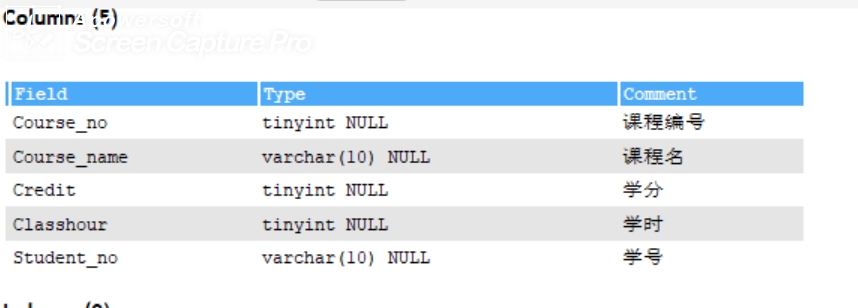 Columns (5)
Apowersoft
Screen Capture Pro
Field Type Comment
Course_no tinyint NULL 课程编号
Course_name varchar(10) NULL 课程名
Credit tinyint NULL 学分
Classhour tinyint NULL 学时
Student_no varchar(10) NULL 学号